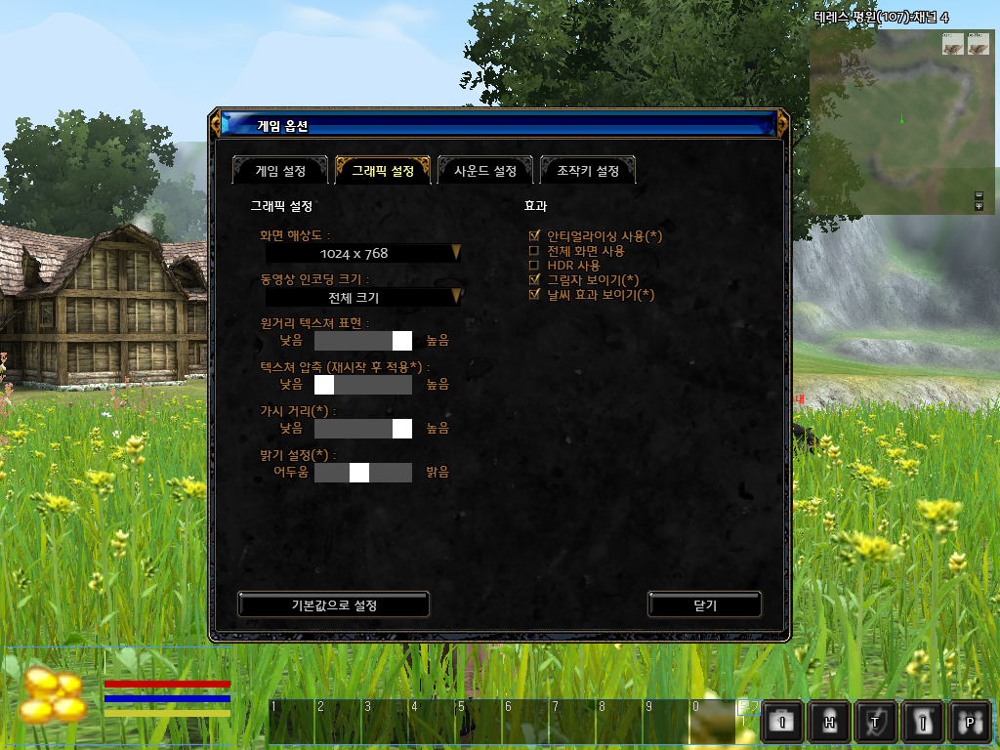 테레스 평원(107)-채널 4
게임 옵션
게임 설정
그래픽 설정
사운드 설정
조작키 설정
그래픽 설정
화면 해상도 :
1024 x 768
동영상 인코딩 크기 :
전체 크기
원거리 텍스쳐 표현 :
낮음 높음
텍스쳐 압축 (재시작 후 적용*) :
낮음 높음
가시 거리(*) :
낮음 높음
밝기 설정(*) :
어두움 밝음
효과
안티얼라이싱 사용(*)
전체 화면 사용
HDR 사용
그림자 보이기(*)
날씨 효과 보이기(*)
기본값으로 설정
닫기
대
1 2 3 4 5 6 7 8 9 0
I H T J P